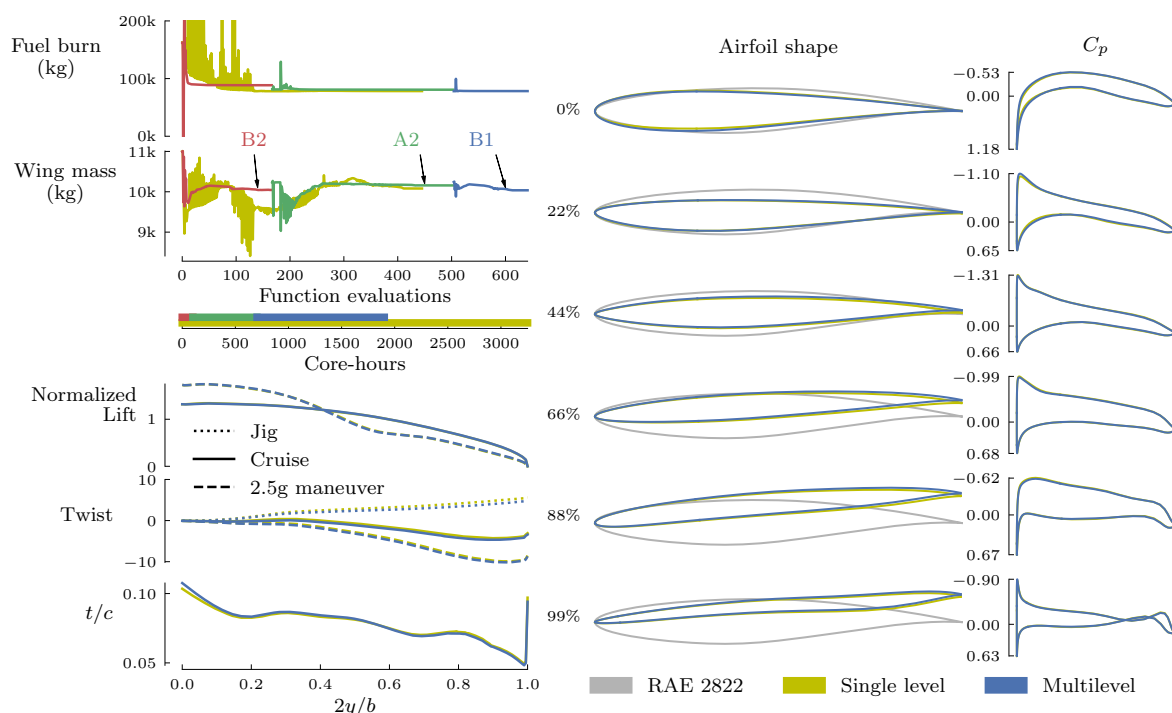 Fuel burn
(kg)
200k
100k
0k
Wing mass
(kg)
11k
10k
9k
B2
A2
B1
0 100 200 300 400 500 600
Function evaluations
0 500 1000 1500 2000 2500 3000
Core-hours
Normalized
Lift
1
0
Jig
Cruise
2.5g maneuver
Twist
10
0
−10
t/c
0.10
0.05
0.0 0.2 0.4 0.6 0.8 1.0
2y/b
Airfoil shape
Cp
0%
−0.53
0.00
1.18
22%
−1.10
0.00
0.65
44%
−1.31
0.00
0.66
66%
−0.99
0.00
0.68
88%
−0.62
0.00
0.67
99%
−0.90
0.00
0.63
RAE 2822
Single level
Multilevel